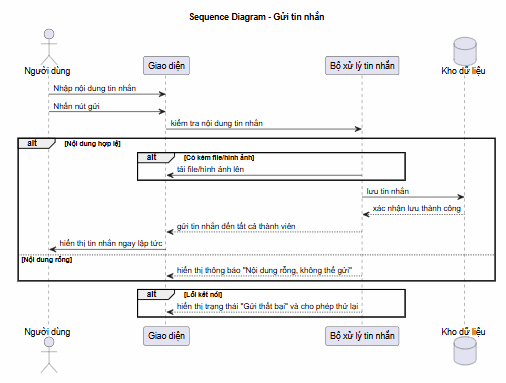 Sequence Diagram - Gửi tin nhắn
Người dùng
Giao diện
Bộ xử lý tin nhắn
Kho dữ liệu
Nhập nội dung tin nhắn
Nhấn nút gửi
kiểm tra nội dung tin nhắn
alt
[Nội dung hợp lệ]
alt
[Có kèm file/hình ảnh]
tải file/hình ảnh lên
lưu tin nhắn
xác nhận lưu thành công
gửi tin nhắn đến tất cả thành viên
hiển thị tin nhắn ngay lập tức
[Nội dung rỗng]
hiển thị thông báo "Nội dung rỗng, không thể gửi"
alt
[Lỗi kết nối]
hiển thị trạng thái "Gửi thất bại" và cho phép thử lại
Người dùng
Giao diện
Bộ xử lý tin nhắn
Kho dữ liệu